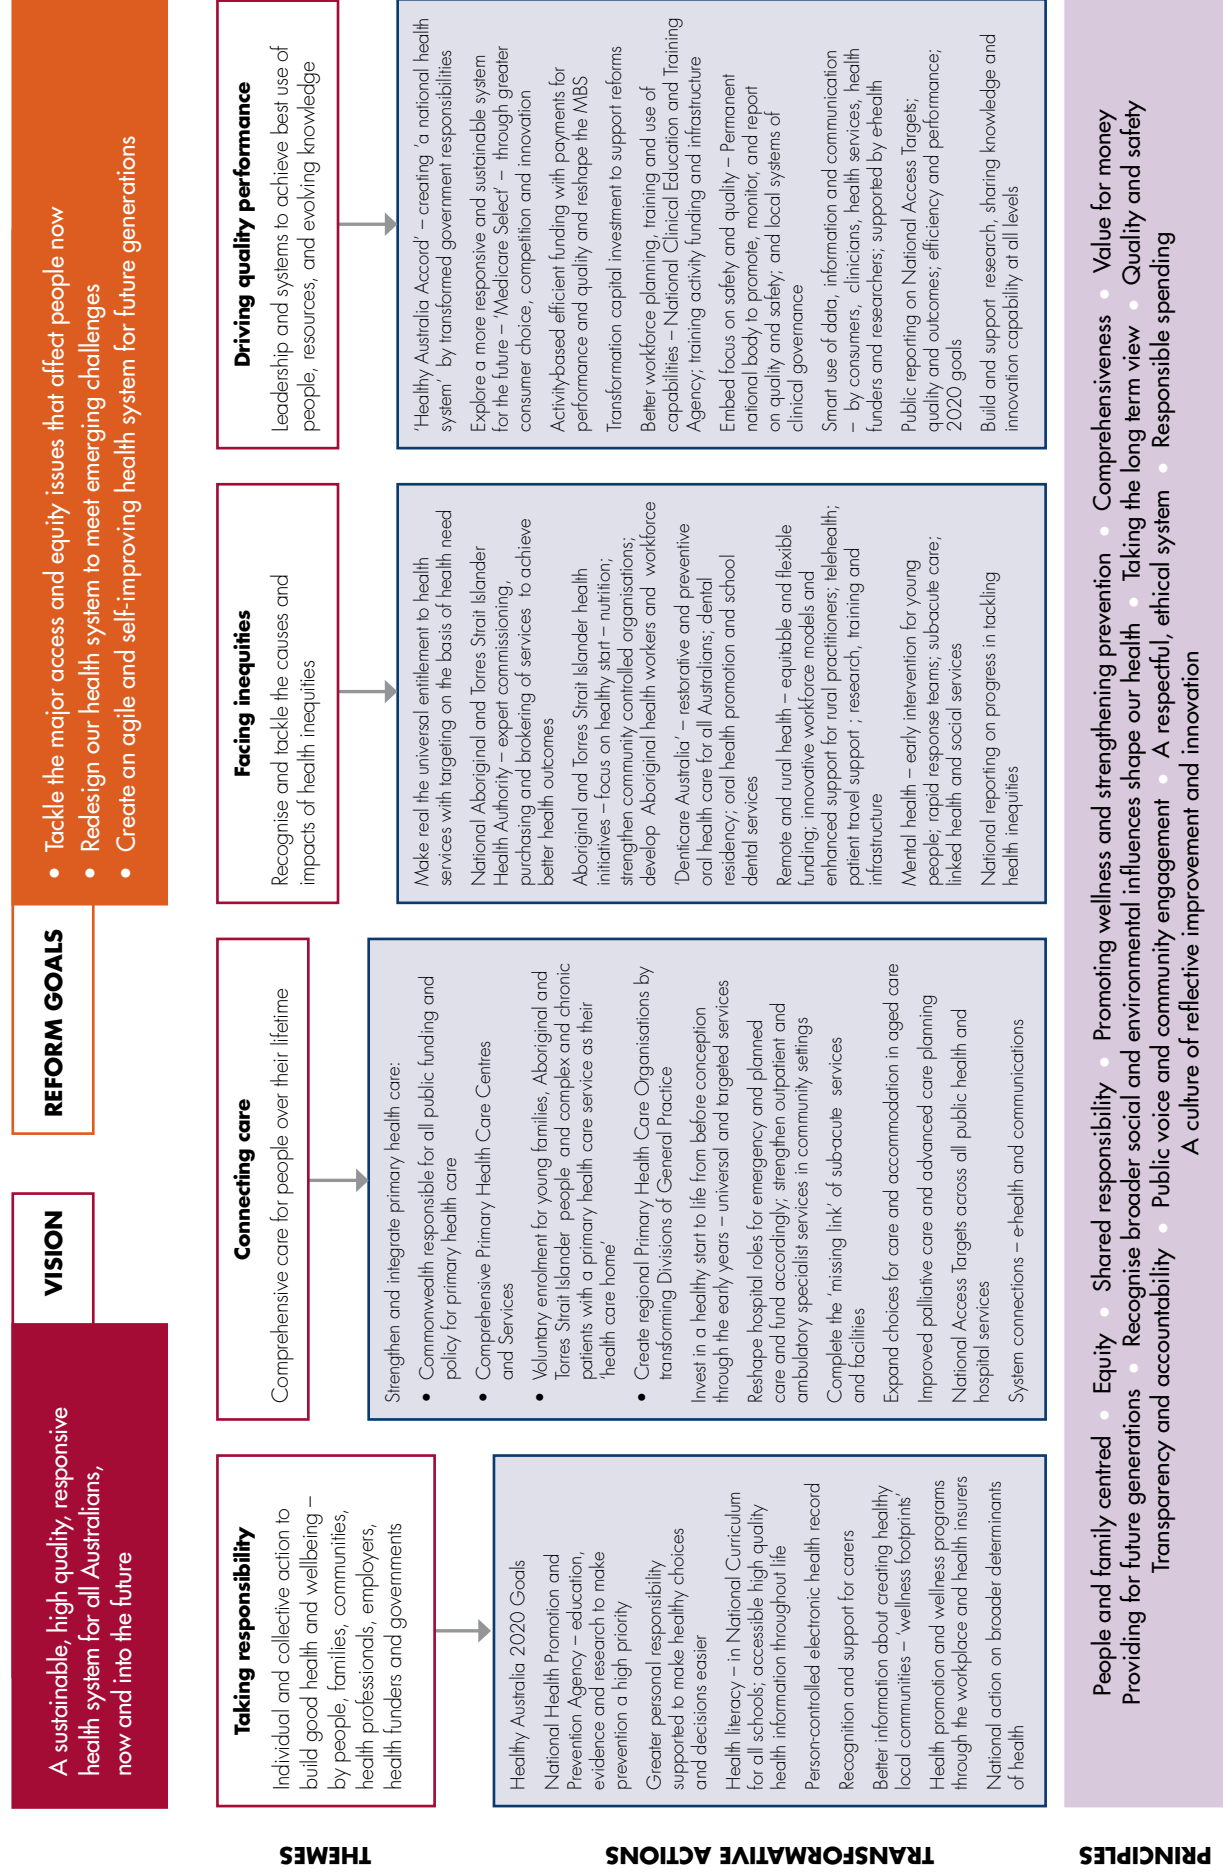 VISION
A sustainable, high quality, responsive
health system for all Australians,
now and into the future
REFORM GOALS
• Tackle the major access and equity issues that affect people now
• Redesign our health system to meet emerging challenges
• Create an agile and self-improving health system for future generations
THEMES
Taking responsibility
Individual and collective action to
build good health and wellbeing –
by people, families, communities,
health professionals, employers,
health funders and governments
Connecting care
Comprehensive care for people over their lifetime
Facing inequities
Recognise and tackle the causes and
impacts of health inequities
Driving quality performance
Leadership and systems to achieve best use of
people, resources, and evolving knowledge
TRANSFORMATIVE ACTIONS
Healthy Australia 2020 Goals
National Health Promotion and
Prevention Agency – education,
evidence and research to make
prevention a high priority
Greater personal responsibility
supported to make healthy choices
and decisions easier
Health literacy – in National Curriculum
for all schools; accessible high quality
health information throughout life
Person-controlled electronic health record
Recognition and support for carers
Better information about creating healthy
local communities – ‘wellness footprints’
Health promotion and wellness programs
through the workplace and health insurers
National action on broader determinants
of health
Strengthen and integrate primary health care:
• Commonwealth responsible for all public funding and
policy for primary health care
• Comprehensive Primary Health Care Centres
and Services
• Voluntary enrolment for young families, Aboriginal and
Torres Strait Islander people and complex and chronic
patients with a primary health care service as their
‘health care home’
• Create regional Primary Health Care Organisations by
transforming Divisions of General Practice
Invest in a healthy start to life from before conception
through the early years – universal and targeted services
Reshape hospital roles for emergency and planned
care and fund accordingly; strengthen outpatient and
ambulatory specialist services in community settings
Complete the ‘missing link’ of sub-acute services
and facilities
Expand choices for care and accommodation in aged care
Improved palliative care and advanced care planning
National Access Targets across all public health and
hospital services
System connections – e-health and communications
Make real the universal entitlement to health
services with targeting on the basis of health need
National Aboriginal and Torres Strait Islander
Health Authority – expert commissioning,
purchasing and brokering of services to achieve
better health outcomes
Aboriginal and Torres Strait Islander health
initiatives – focus on healthy start – nutrition;
strengthen community controlled organisations;
develop Aboriginal health workers and workforce
‘Denticare Australia’ – restorative and preventive
oral health care for all Australians; dental
residency; oral health promotion and school
dental services
Remote and rural health – equitable and flexible
funding; innovative workforce models and
enhanced support for rural practitioners; telehealth;
patient travel support ; research, training and
infrastructure
Mental health – early intervention for young
people; rapid response teams; sub-acute care;
linked health and social services
National reporting on progress in tackling
health inequities
‘Healthy Australia Accord’ – creating ‘a national health
system’ by transformed government responsibilities
Explore a more responsive and sustainable system
for the future – ‘Medicare Select’ – through greater
consumer choice, competition and innovation
Activity-based efficient funding with payments for
performance and quality and reshape the MBS
Transformation capital investment to support reforms
Better workforce planning, training and use of
capabilities – National Clinical Education and Training
Agency; training activity funding and infrastructure
Embed focus on safety and quality – Permanent
national body to promote, monitor, and report
on quality and safety; and local systems of
clinical governance
Smart use of data, information and communication
– by consumers, clinicians, health services, health
funders and researchers; supported by e-health
Public reporting on National Access Targets;
quality and outcomes; efficiency and performance;
2020 goals
Build and support research, sharing knowledge and
innovation capability at all levels
PRINCIPLES
People and family centred • Equity • Shared responsibility • Promoting wellness and strengthening prevention • Comprehensiveness • Value for money
Providing for future generations • Recognise broader social and environmental influences shape our health • Taking the long term view • Quality and safety
Transparency and accountability • Public voice and community engagement • A respectful, ethical system • Responsible spending
A culture of reflective improvement and innovation